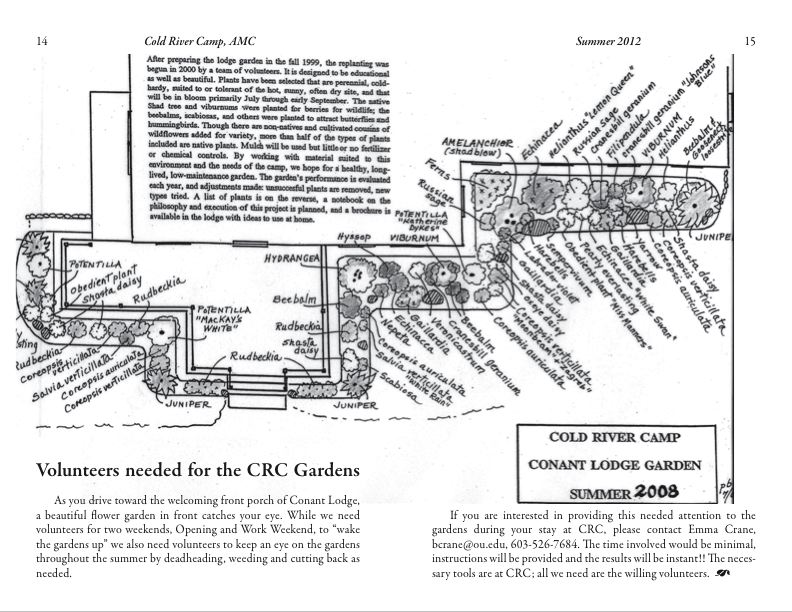 14
Cold River Camp, AMC
Summer 2012
15
After preparing the lodge garden in the fall 1999, the replanting was
begun in 2000 by a team of volunteers. It is designed to be educational
as well as beautiful. Plants have been selected that are perennial, cold-
hardy, suited to or tolerant of the hot, sunny, often dry site, and that
will be in bloom primarily July through early September. The native
Shad tree and viburnums were planted for berries for wildlife; the
beebalms, scabiosas, and others were planted to attract butterflies and
hummingbirds. Though there are non-natives and cultivated cousins of
wildflowers added for variety, more than half of the types of plants
included are native plants. Mulch will be used but little or no fertilizer
or chemical controls. By working with material suited to this
environment and the needs of the camp, we hope for a healthy, long-
lived, low-maintenance garden. The garden's performance is evaluated
each year, and adjustments made: unsuccesful plants are removed, new
types tried. A list of plants is on the reverse, a notebook on the
philosophy and execution of this project is planned, and a brochure is
available in the lodge with ideas to use at home.
AMELANCHIOR
(shadblow)
Ferns
Russian
sage
POTENTILLA
"Katherine
Dykes"
VIBURNUM
Hyssop
HYDRANGEA
Echinacea
Helianthus "Lemon Queen"
Russian sage
Cranesbill geranium
Filipendula
Cranesbill geranium "Johnsons
Blue"
VIBURNUM
Helianthus
Beebalm
Gooseneck
loosestrife
JUNIPE
Shasta daisy
Coreopsis verticillata
Coreopsis auriculata
Yarrow
Harebells
Echinacea "White Swan"
Pearly everlasting
Obedient plant "Miss Manners"
Sempervivum
Gaillardia
Shasta daisy
Coreopsis verticillata
Coreopsis auriculata
POTENTILLA
Obedient plant
Shasta daisy
Rudbeckia
POTENTILLA
"MACKAY'S
WHITE"
Beebalm
Rudbeckia
Shasta
daisy
Rudbeckia
Rudbeckia
Coreopsis verticillata
Salvia verticillata
Coreopsis auriculata
Coreopsis verticillata
JUNIPER
JUNIPER
Beebalm
Cranesbill geranium
Veronicastrum
Gaillardia
Echinacea
Nepeta
Coreopsis auriculata
Salvia verticillata
"White Rain"
Scabiosa
COLD RIVER CAMP
CONANT LODGE GARDEN
SUMMER 2008
Volunteers needed for the CRC Gardens
As you drive toward the welcoming front porch of Conant Lodge,
a beautiful flower garden in front catches your eye. While we need
volunteers for two weekends, Opening and Work Weekend, to "wake
the gardens up" we also need volunteers to keep an eye on the gardens
throughout the summer by deadheading, weeding and cutting back as
needed.
If you are interested in providing this needed attention to the
gardens during your stay at CRC, please contact Emma Crane,
bcrane@ou.edu, 603-526-7684. The time involved would be minimal,
instructions will be provided and the results will be instant!! The neces-
sary tools are at CRC; all we need are the willing volunteers.